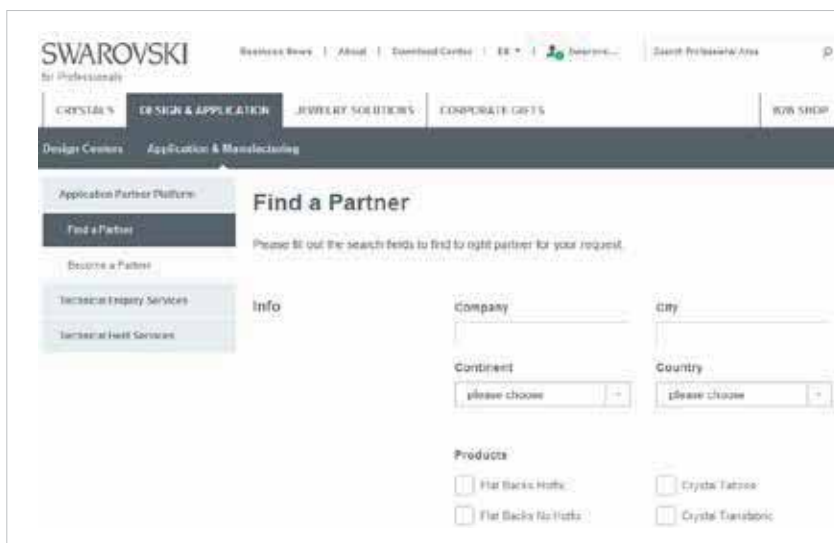 SWAROVSKI
for Professionals
Business News | About | Download Center | EN |
Search Professional Area
CRYSTALS DESIGN & APPLICATION JEWELRY SOLUTIONS CORPORATE GIFTS B2B SHOP
Design Centers Application & Manufacturing
Application Partner Platform
Find a Partner
Become a Partner
Technical Enquiry Services
Technical Field Services
Find a Partner
Please fill out the search fields to find to right partner for your request.
Info
Company City
Continent Country
please choose please choose
Products
Flat Backs Hotfix Crystal Tattoos
Flat Backs No Hotfix Crystal Transfabric